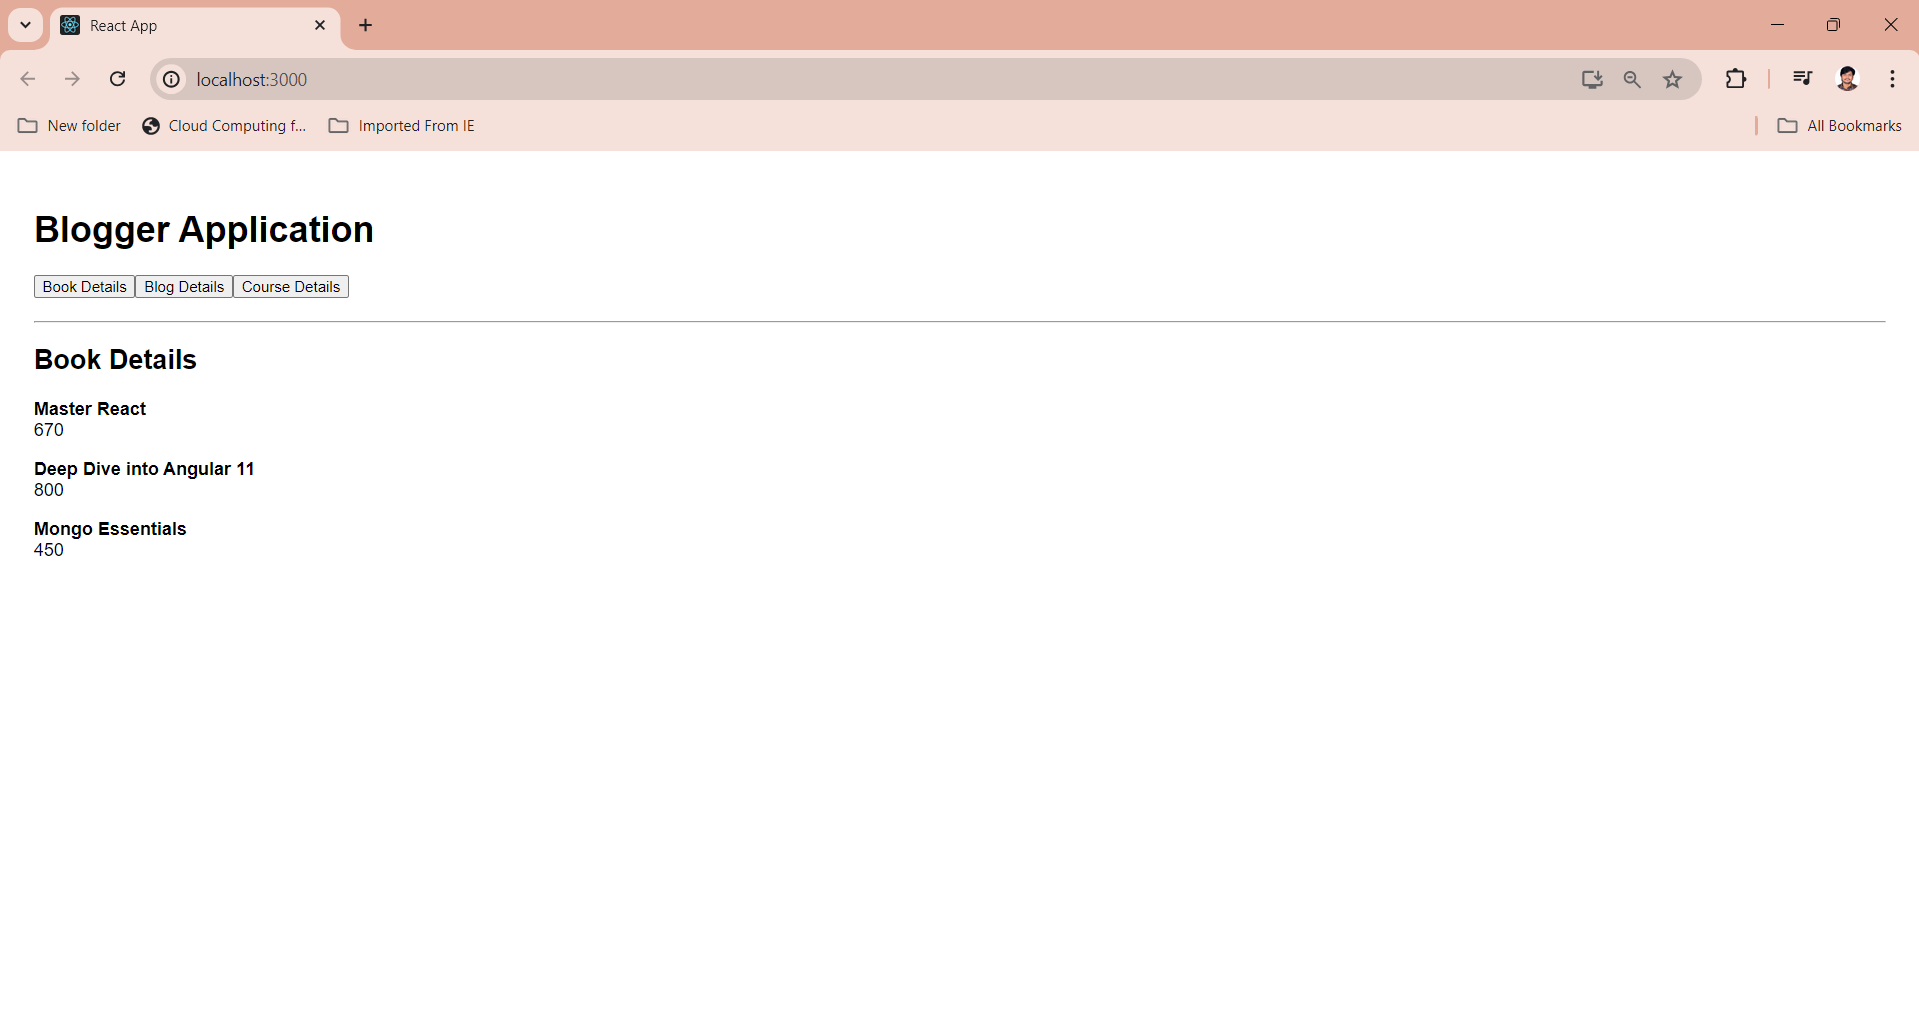 React App
localhost:3000
New folder
Cloud Computing f...
Imported From IE
All Bookmarks
Blogger Application
Book Details
Blog Details
Course Details
Book Details
Master React
670
Deep Dive into Angular 11
800
Mongo Essentials
450